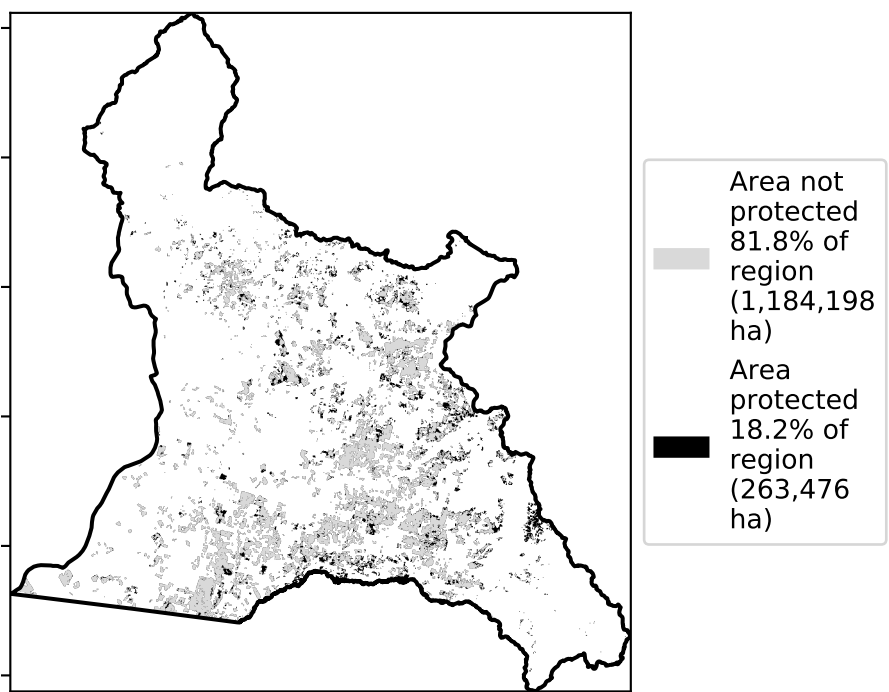 Area not
protected
81.8% of
region
(1,184,198
ha)
Area
protected
18.2% of
region
(263,476
ha)